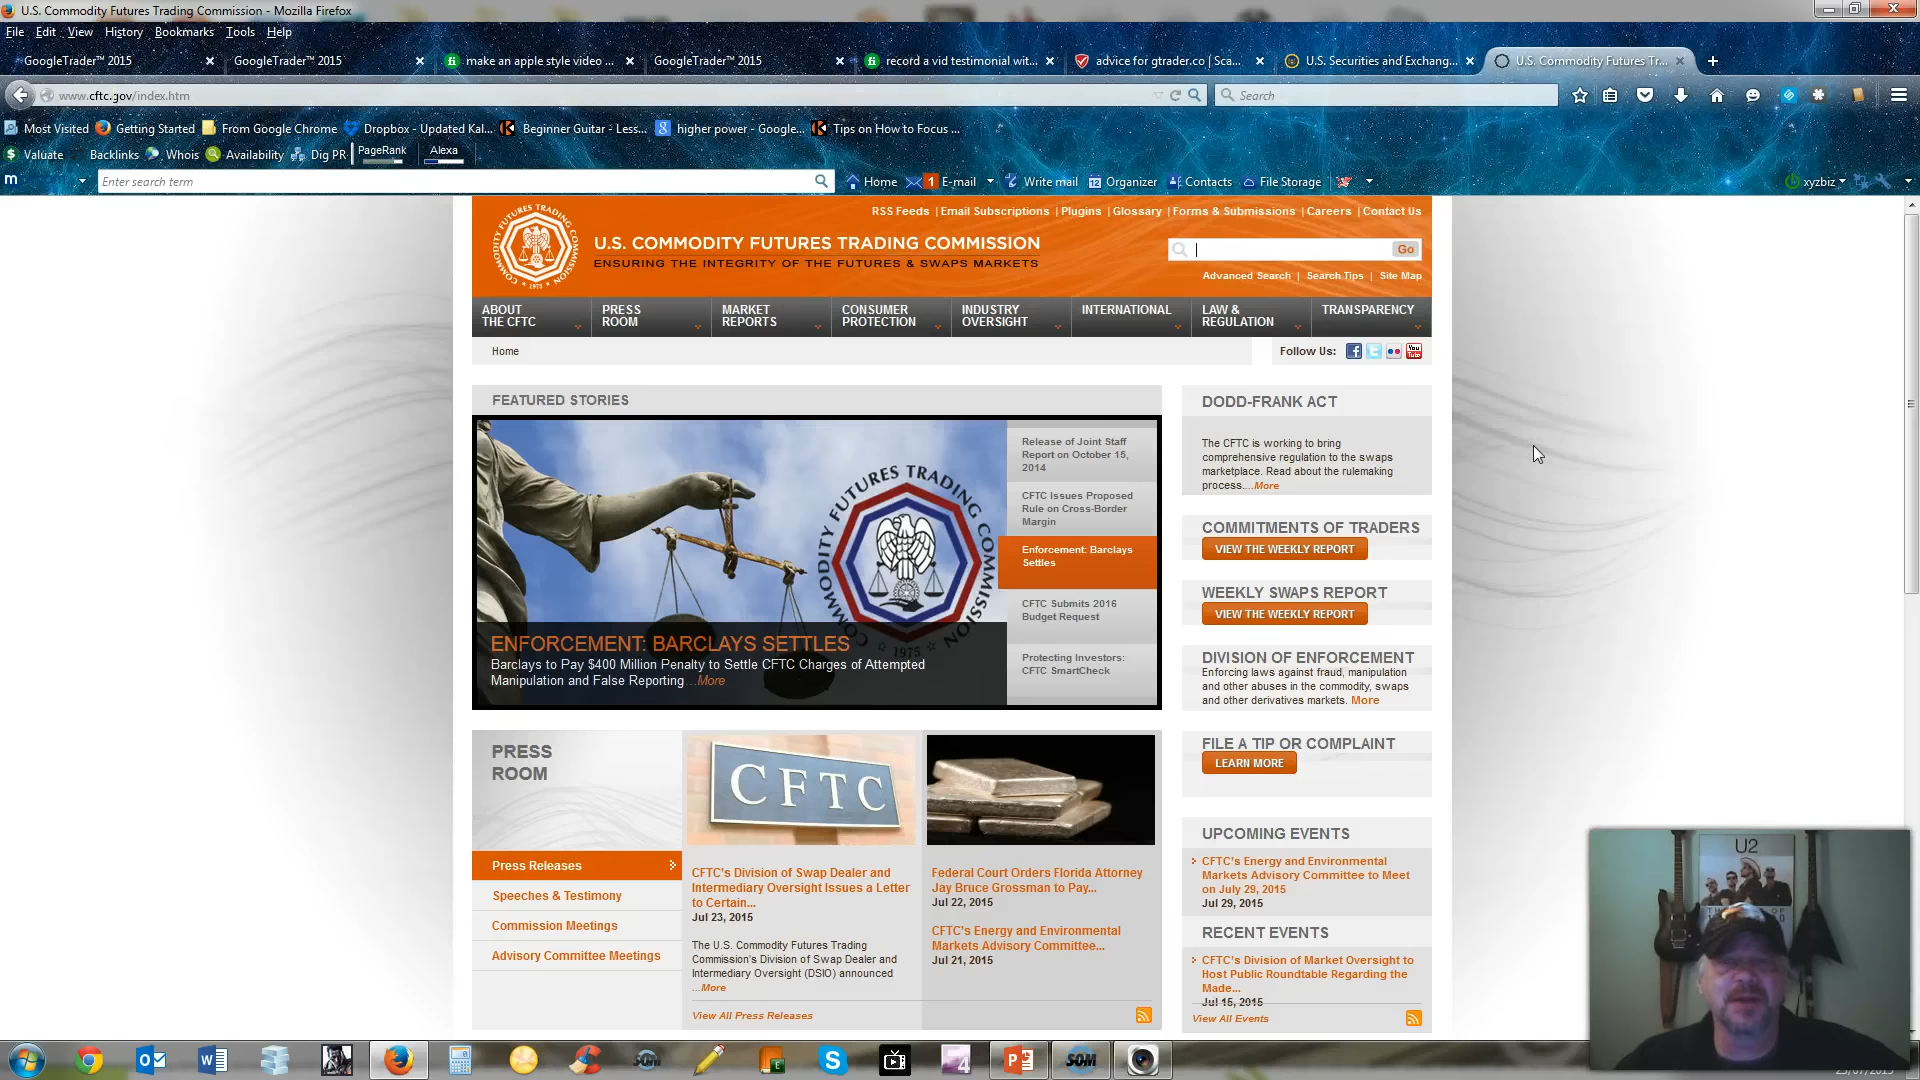 U.S. Commodity Futures Trading Commission - Mozilla Firefox
File Edit View History Bookmarks Tools Help
GoogleTrader™ 2015
GoogleTrader™ 2015
make an apple style video ...
GoogleTrader™ 2015
record a vid testimonial wit...
advice for gtrader.co | Sca...
U.S. Securities and Exchang...
U.S. Commodity Futures Tr...
www.cftc.gov/index.htm
Search
Most Visited Getting Started From Google Chrome Dropbox - Updated Kal... Beginner Guitar - Less... higher power - Google... Tips on How to Focus ...
Valuate Backlinks Whois Availability Dig PR PageRank Alexa
Enter search term
Home 1 E-mail Write mail 12 Organizer Contacts File Storage
xyzbiz
RSS Feeds | Email Subscriptions | Plugins | Glossary | Forms & Submissions | Careers | Contact Us
COMMODITY FUTURES TRADING COMMISSION
1975
U.S. COMMODITY FUTURES TRADING COMMISSION
ENSURING THE INTEGRITY OF THE FUTURES & SWAPS MARKETS
Go
Advanced Search | Search Tips | Site Map
ABOUT
THE CFTC
PRESS
ROOM
MARKET
REPORTS
CONSUMER
PROTECTION
INDUSTRY
OVERSIGHT
INTERNATIONAL
LAW &
REGULATION
TRANSPARENCY
Home
Follow Us:
You
Tube
FEATURED STORIES
COMMODITY FUTURES TRADING COMMISSION
1975
ENFORCEMENT: BARCLAYS SETTLES
Barclays to Pay $400 Million Penalty to Settle CFTC Charges of Attempted
Manipulation and False Reporting...More
Release of Joint Staff
Report on October 15,
2014
CFTC Issues Proposed
Rule on Cross-Border
Margin
Enforcement: Barclays
Settles
CFTC Submits 2016
Budget Request
Protecting Investors:
CFTC SmartCheck
DODD-FRANK ACT
The CFTC is working to bring
comprehensive regulation to the swaps
marketplace. Read about the rulemaking
process....More
COMMITMENTS OF TRADERS
VIEW THE WEEKLY REPORT
WEEKLY SWAPS REPORT
VIEW THE WEEKLY REPORT
DIVISION OF ENFORCEMENT
Enforcing laws against fraud, manipulation
and other abuses in the commodity, swaps
and other derivatives markets. More
FILE A TIP OR COMPLAINT
LEARN MORE
PRESS
ROOM
Press Releases
Speeches & Testimony
Commission Meetings
Advisory Committee Meetings
CFTC
CFTC's Division of Swap Dealer and
Intermediary Oversight Issues a Letter
to Certain...
Jul 23, 2015
The U.S. Commodity Futures Trading
Commission's Division of Swap Dealer and
Intermediary Oversight (DSIO) announced
...More
View All Press Releases
Federal Court Orders Florida Attorney
Jay Bruce Grossman to Pay...
Jul 22, 2015
CFTC's Energy and Environmental
Markets Advisory Committee...
Jul 21, 2015
UPCOMING EVENTS
CFTC's Energy and Environmental
Markets Advisory Committee to Meet
on July 29, 2015
Jul 29, 2015
RECENT EVENTS
CFTC's Division of Market Oversight to
Host Public Roundtable Regarding the
Made...
Jul 15, 2015
View All Events
U2
SOM
4
SOM